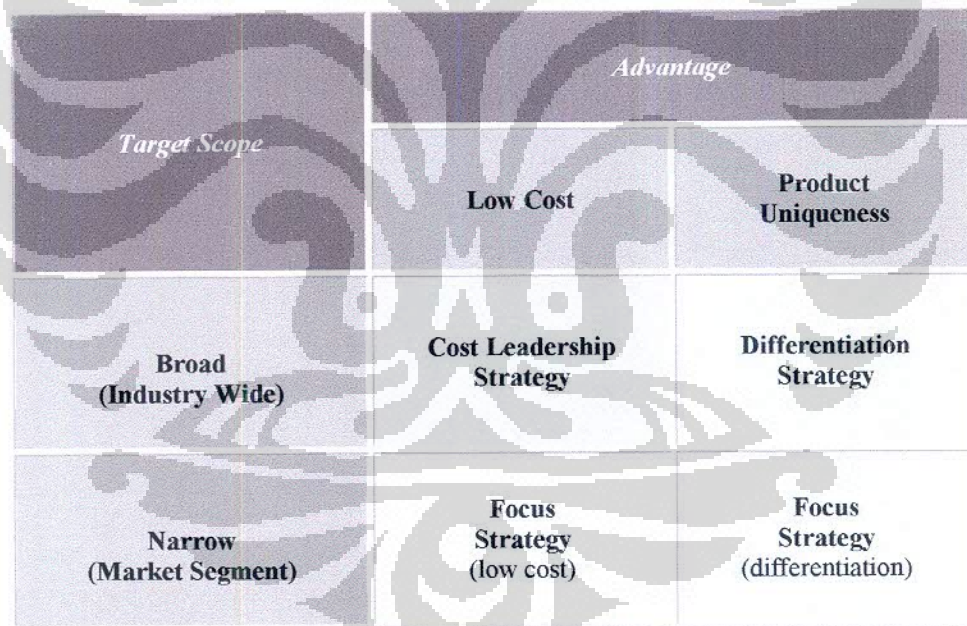 Advantage
Target Scope
Low Cost
Product
Uniqueness
Broad
(Industry Wide)
Cost Leadership
Strategy
Differentiation
Strategy
Narrow
(Market Segment)
Focus
Strategy
(low cost)
Focus
Strategy
(differentiation)